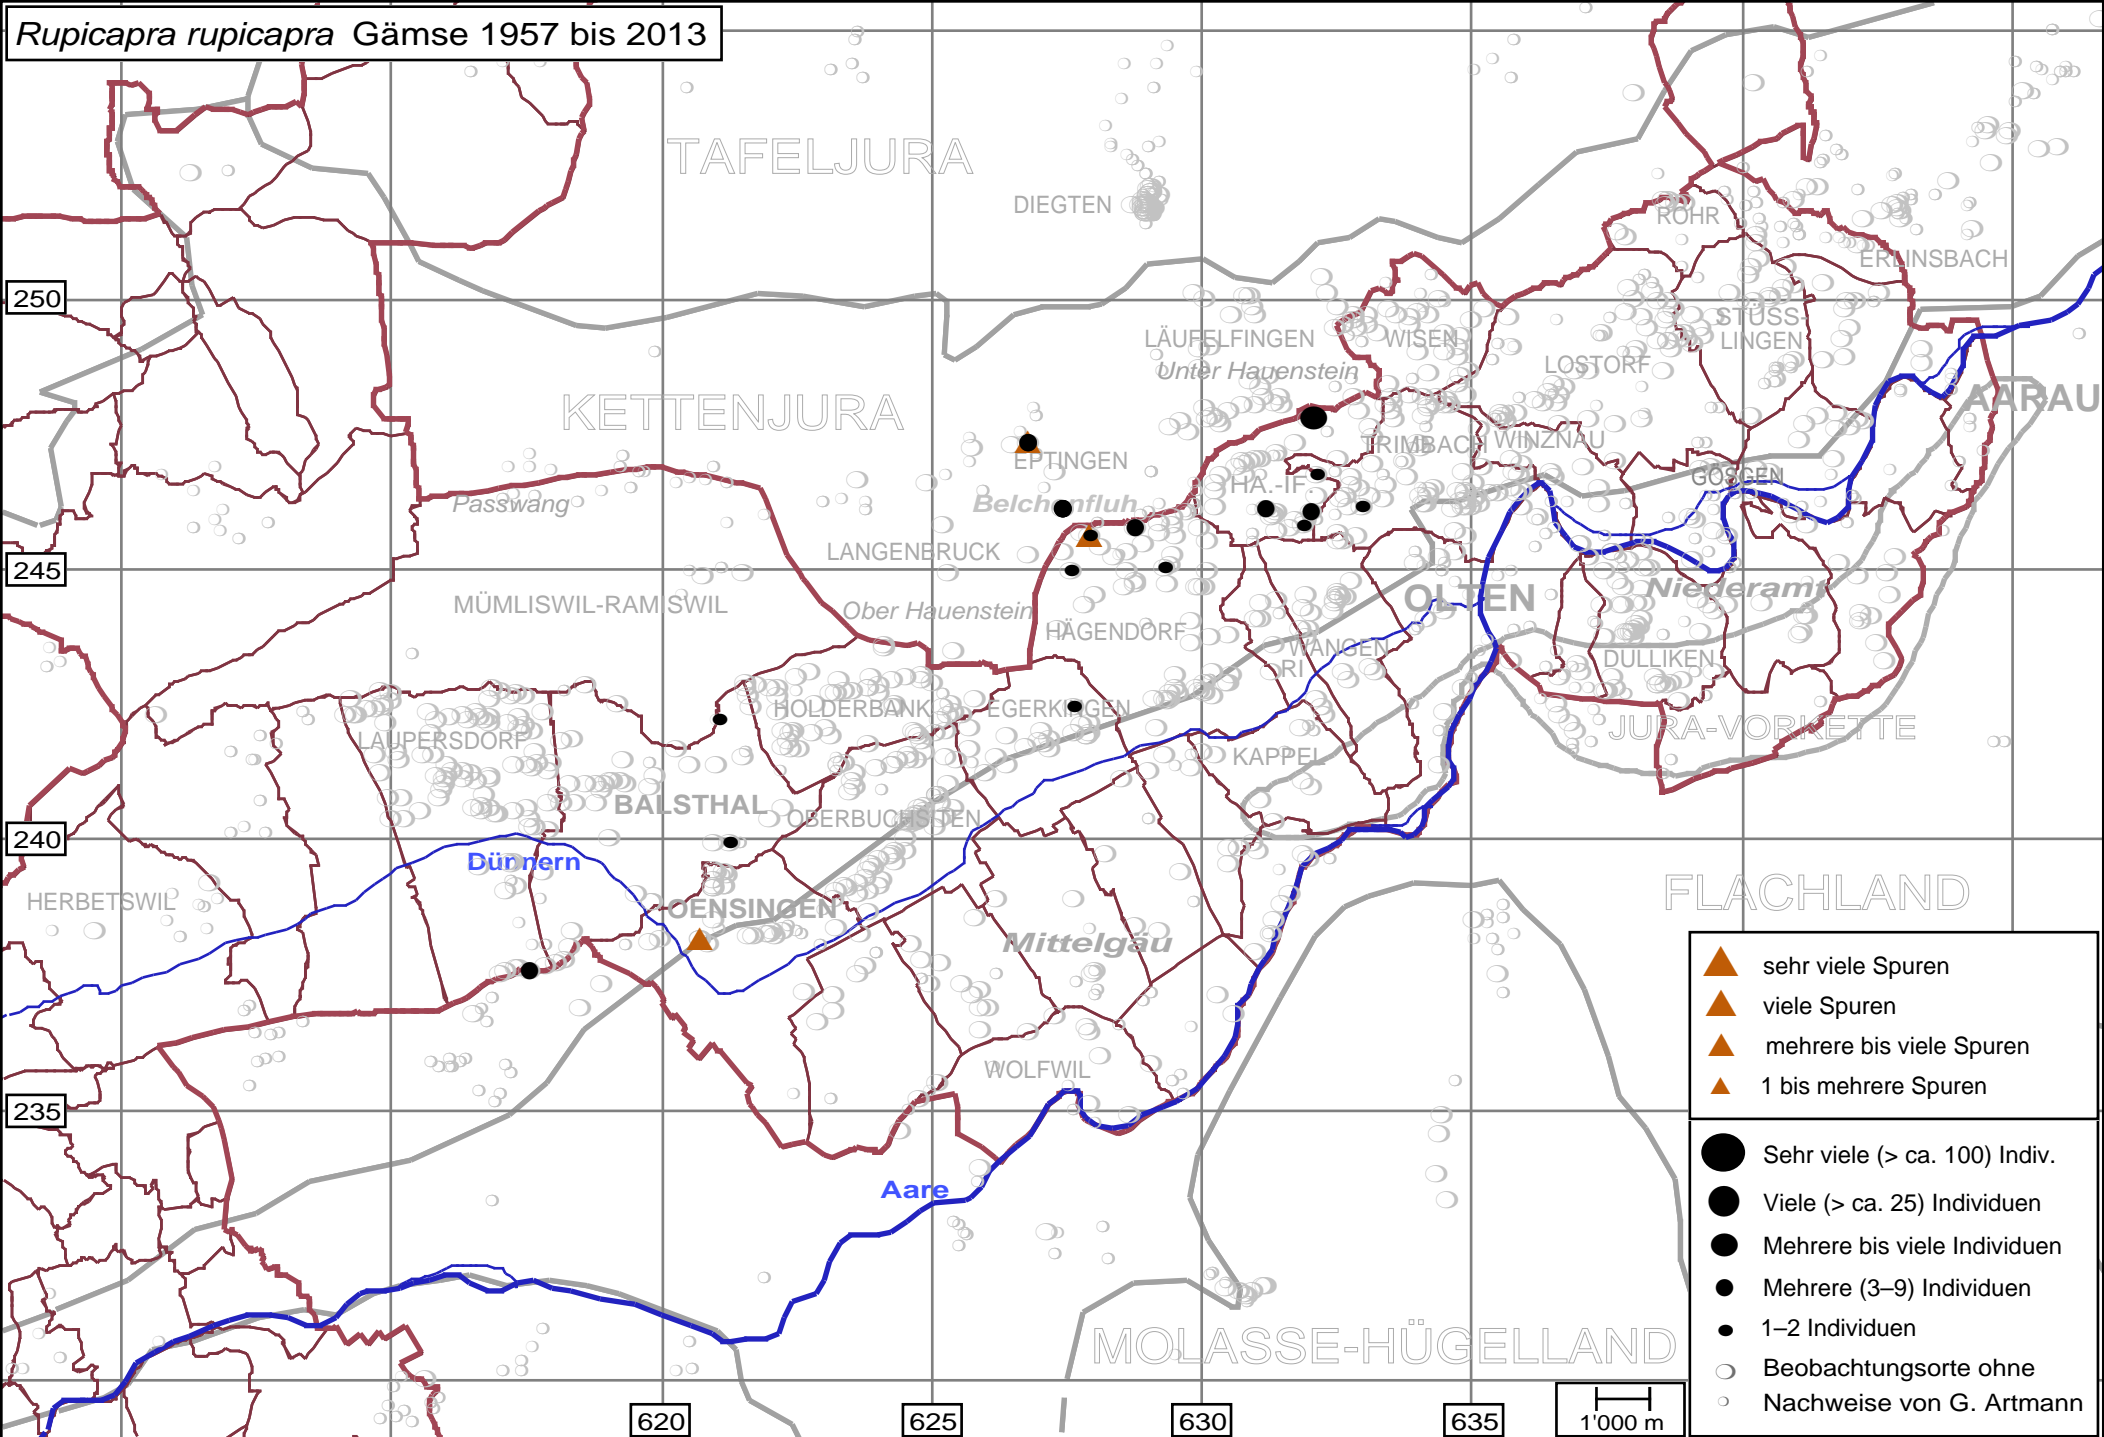 Rupicapra rupicapra Gämse 1957 bis 2013
TAFELJURA
DIEGTEN
ROHR
ERLINSBACH
250
LÄUFELFINGEN
WISEN
STÜSS-
LINGEN
Unter Hauenstein
LOSTORF
AARAU
KETTENJURA
TRIMBACH
WINZNAU
EPTINGEN
GÖSGEN
HA.-IF.
Passwang
Belchenfluh
LANGENBRUCK
245
Niederamt
OLTEN
MÜMLISWIL-RAMISWIL
Ober Hauenstein
HÄGENDORF
WANGEN
RI
DULLIKEN
HOLDERBANK
EGERKINGEN
JURA-VORKETTE
LAUPERSDORF
KAPPEL
BALSTHAL
OBERBUCHSITEN
240
Dünnern
HERBETSWIL
FLACHLAND
OENSINGEN
Mittelgäu
WOLFWIL
235
Aare
MOLASSE-HÜGELLAND
sehr viele Spuren
viele Spuren
mehrere bis viele Spuren
1 bis mehrere Spuren
Sehr viele (> ca. 100) Indiv.
Viele (> ca. 25) Individuen
Mehrere bis viele Individuen
Mehrere (3–9) Individuen
1–2 Individuen
Beobachtungsorte ohne
Nachweise von G. Artmann
620
625
630
635
1'000 m